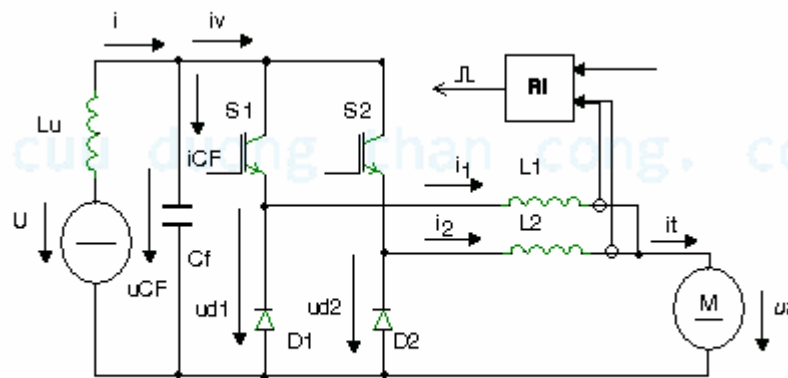 i
iv
S1
S2
RI
Lu
cuu duong than cong. co
iCF
i1
L1
i2
L2
it
U
uCF
Cf
ud1
ud2
M
D1
D2